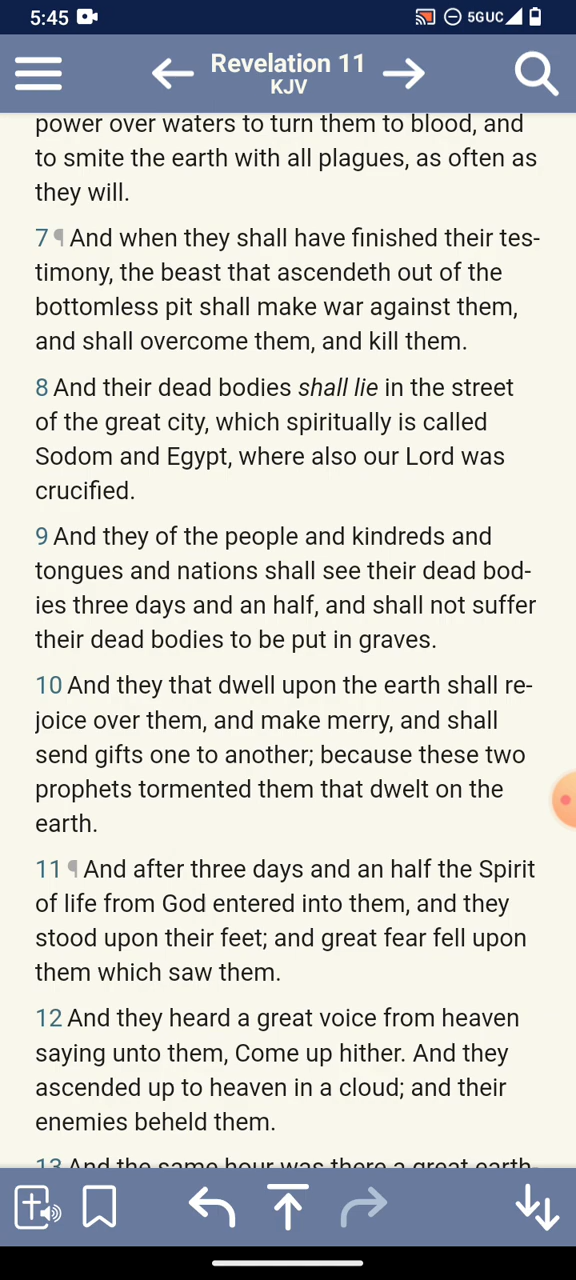 5:45
5GUC
Revelation 11
KJV
power over waters to turn them to blood, and
to smite the earth with all plagues, as often as
they will.
7 ¶ And when they shall have finished their tes-
timony, the beast that ascendeth out of the
bottomless pit shall make war against them,
and shall overcome them, and kill them.
8 And their dead bodies shall lie in the street
of the great city, which spiritually is called
Sodom and Egypt, where also our Lord was
crucified.
9 And they of the people and kindreds and
tongues and nations shall see their dead bod-
ies three days and an half, and shall not suffer
their dead bodies to be put in graves.
10 And they that dwell upon the earth shall re-
joice over them, and make merry, and shall
send gifts one to another; because these two
prophets tormented them that dwelt on the
earth.
11 ¶ And after three days and an half the Spirit
of life from God entered into them, and they
stood upon their feet; and great fear fell upon
them which saw them.
12 And they heard a great voice from heaven
saying unto them, Come up hither. And they
ascended up to heaven in a cloud; and their
enemies beheld them.
13 And the same hour was there a great earth-